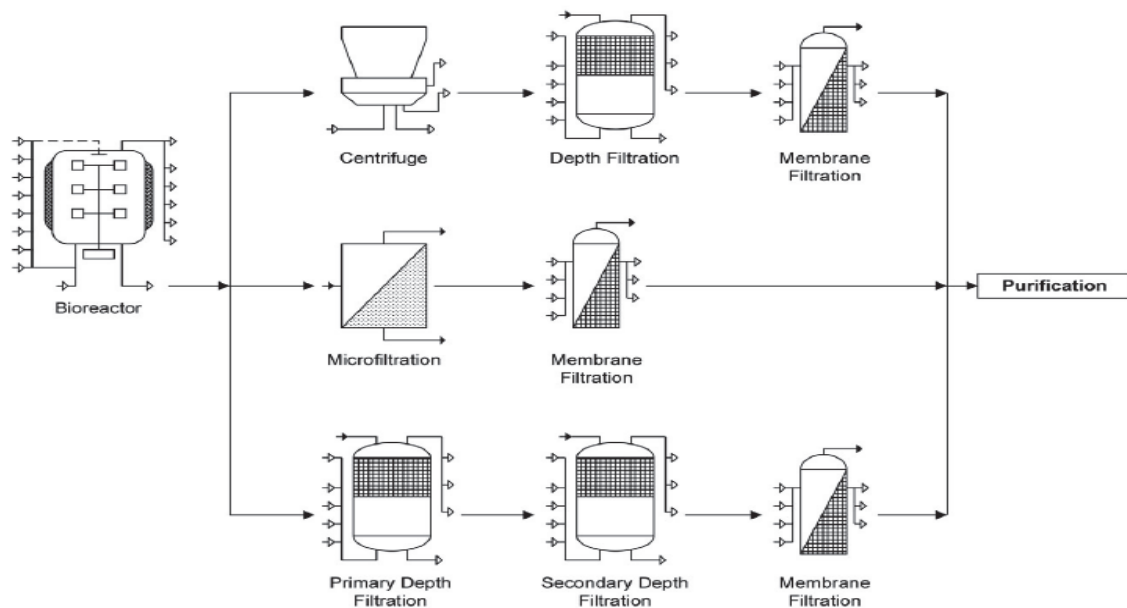 Centrifuge
Depth Filtration
Membrane
Filtration
Bioreactor
Purification
Microfiltration
Membrane
Filtration
Primary Depth
Filtration
Secondary Depth
Filtration
Membrane
Filtration